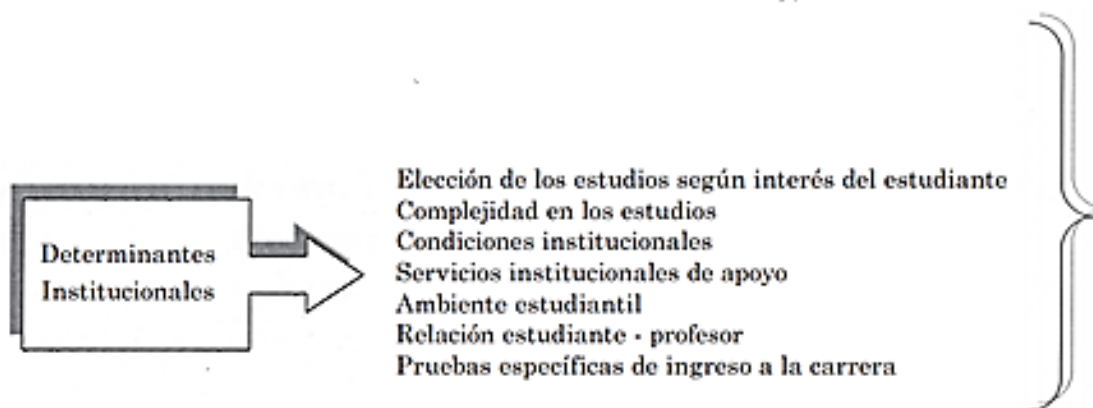 Determinantes
Institucionales
Elección de los estudios según interés del estudiante
Complejidad en los estudios
Condiciones institucionales
Servicios institucionales de apoyo
Ambiente estudiantil
Relación estudiante - profesor
Pruebas específicas de ingreso a la carrera